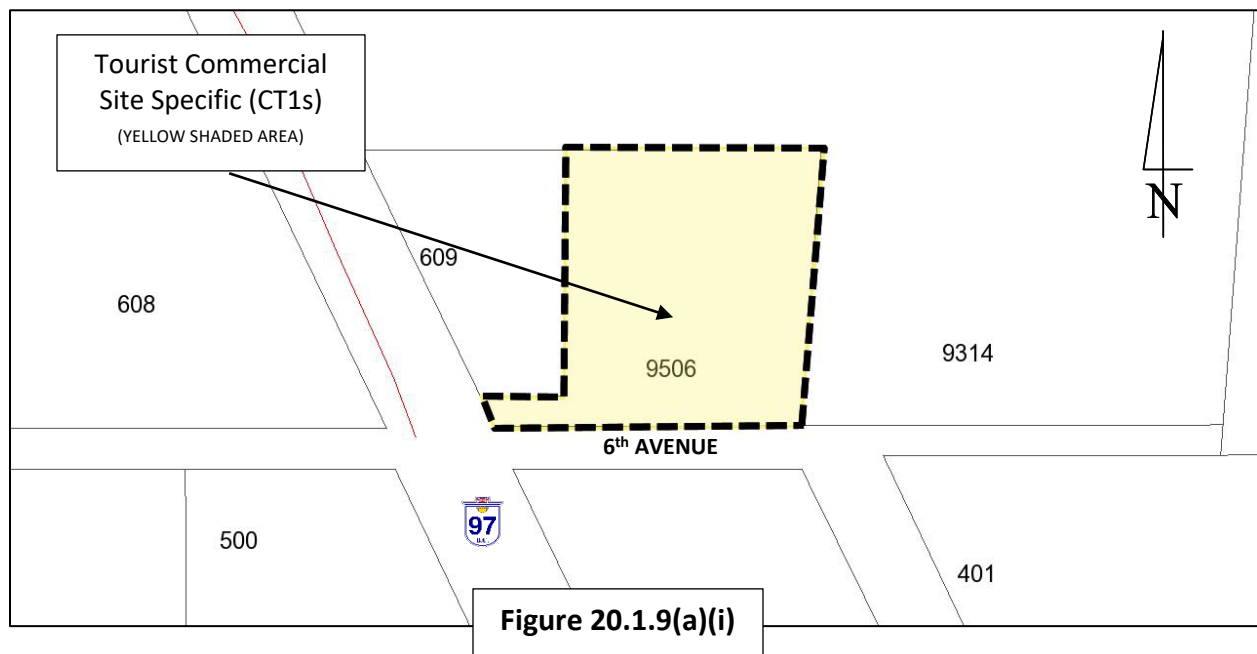 Tourist Commercial
Site Specific (CT1s)
(YELLOW SHADED AREA)
N
609
608
9506
9314
6th AVENUE
97
B.C.
500
401
Figure 20.1.9(a)(i)